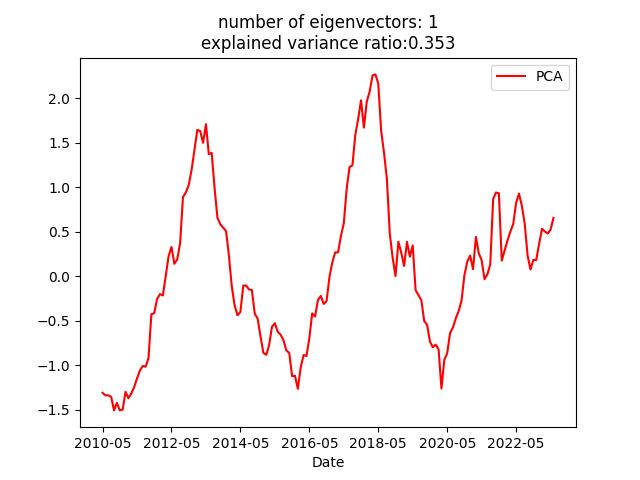 number of eigenvectors: 1
explained variance ratio:0.353
PCA
2.0
1.5
1.0
0.5
0.0
−0.5
−1.0
−1.5
2010-05 2012-05 2014-05 2016-05 2018-05 2020-05 2022-05
Date